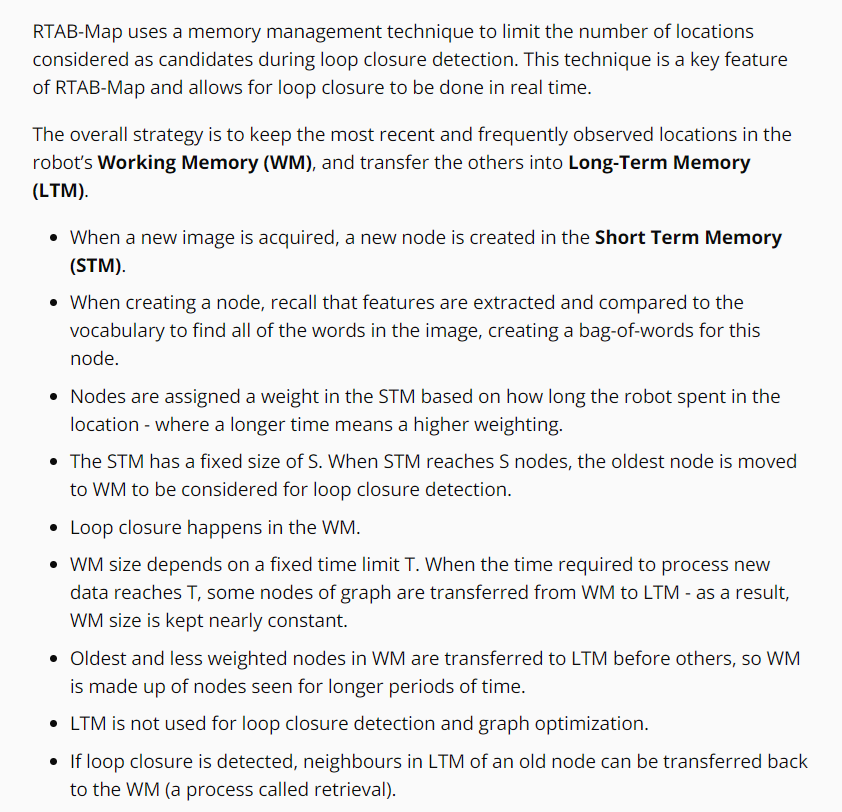 RTAB-Map uses a memory management technique to limit the number of locations
considered as candidates during loop closure detection. This technique is a key feature
of RTAB-Map and allows for loop closure to be done in real time.
The overall strategy is to keep the most recent and frequently observed locations in the
robot's Working Memory (WM), and transfer the others into Long-Term Memory
(LTM).
• When a new image is acquired, a new node is created in the Short Term Memory
(STM).
• When creating a node, recall that features are extracted and compared to the
vocabulary to find all of the words in the image, creating a bag-of-words for this
node.
• Nodes are assigned a weight in the STM based on how long the robot spent in the
location - where a longer time means a higher weighting.
• The STM has a fixed size of S. When STM reaches S nodes, the oldest node is moved
to WM to be considered for loop closure detection.
• Loop closure happens in the WM.
• WM size depends on a fixed time limit T. When the time required to process new
data reaches T, some nodes of graph are transferred from WM to LTM - as a result,
WM size is kept nearly constant.
• Oldest and less weighted nodes in WM are transferred to LTM before others, so WM
is made up of nodes seen for longer periods of time.
• LTM is not used for loop closure detection and graph optimization.
• If loop closure is detected, neighbours in LTM of an old node can be transferred back
to the WM (a process called retrieval).